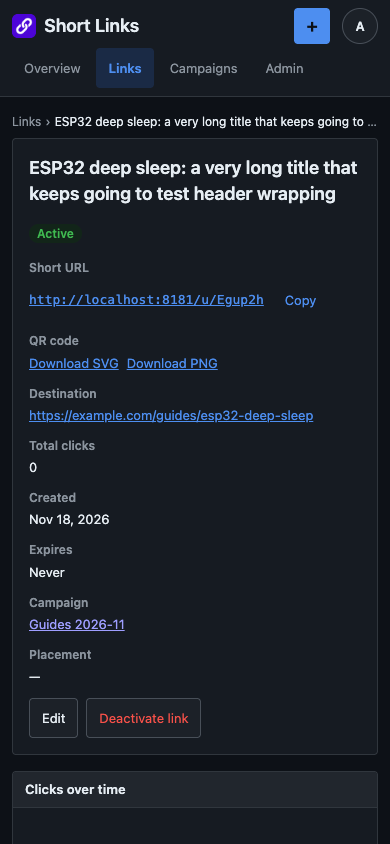 Short Links
+
A
Overview Links Campaigns Admin
Links › ESP32 deep sleep: a very long title that keeps going to ...
ESP32 deep sleep: a very long title that
keeps going to test header wrapping
Active
Short URL
http://localhost:8181/u/Egup2h Copy
QR code
Download SVG Download PNG
Destination
https://example.com/guides/esp32-deep-sleep
Total clicks
0
Created
Nov 18, 2026
Expires
Never
Campaign
Guides 2026-11
Placement
—
Edit Deactivate link
Clicks over time